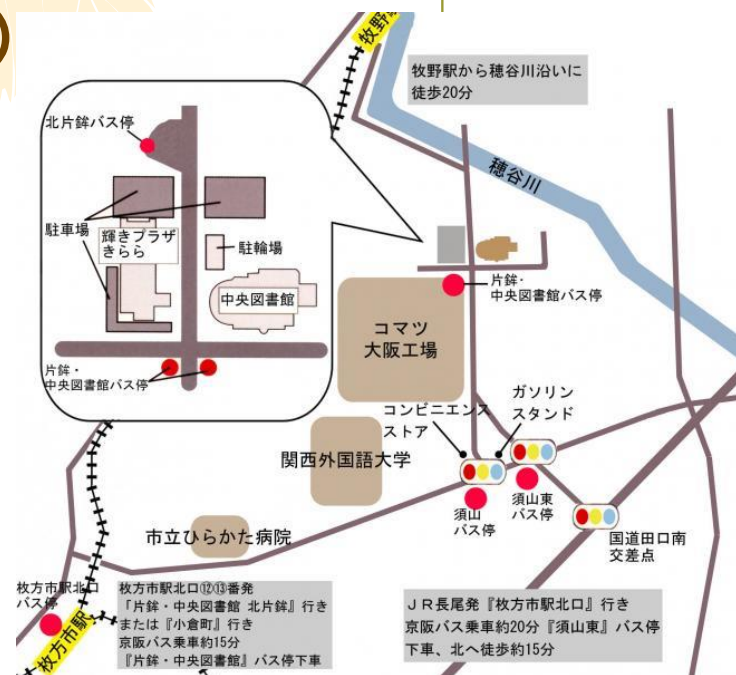 牧野駅
牧野駅から穂谷川沿いに
徒歩20分
穂谷川
北片鉾バス停
駐車場
輝きプラザ
きらら
駐輪場
中央図書館
片鉾・
中央図書館バス停
片鉾・
中央図書館バス停
コマツ
大阪工場
コンビニエンス
ストア
ガソリン
スタンド
関西外国語大学
須山
バス停
須山東
バス停
国道田口南
交差点
市立ひらかた病院
枚方市駅北口
バス停
枚方市駅
枚方市駅北口⑫⑬番発
「片鉾・中央図書館 北片鉾』行き
または『小倉町』行き
京阪バス乗車約15分
『片鉾・中央図書館』バス停下車
ＪＲ長尾発『枚方市駅北口』行き
京阪バス乗車約20分『須山東』バス停
下車、北へ徒歩約15分